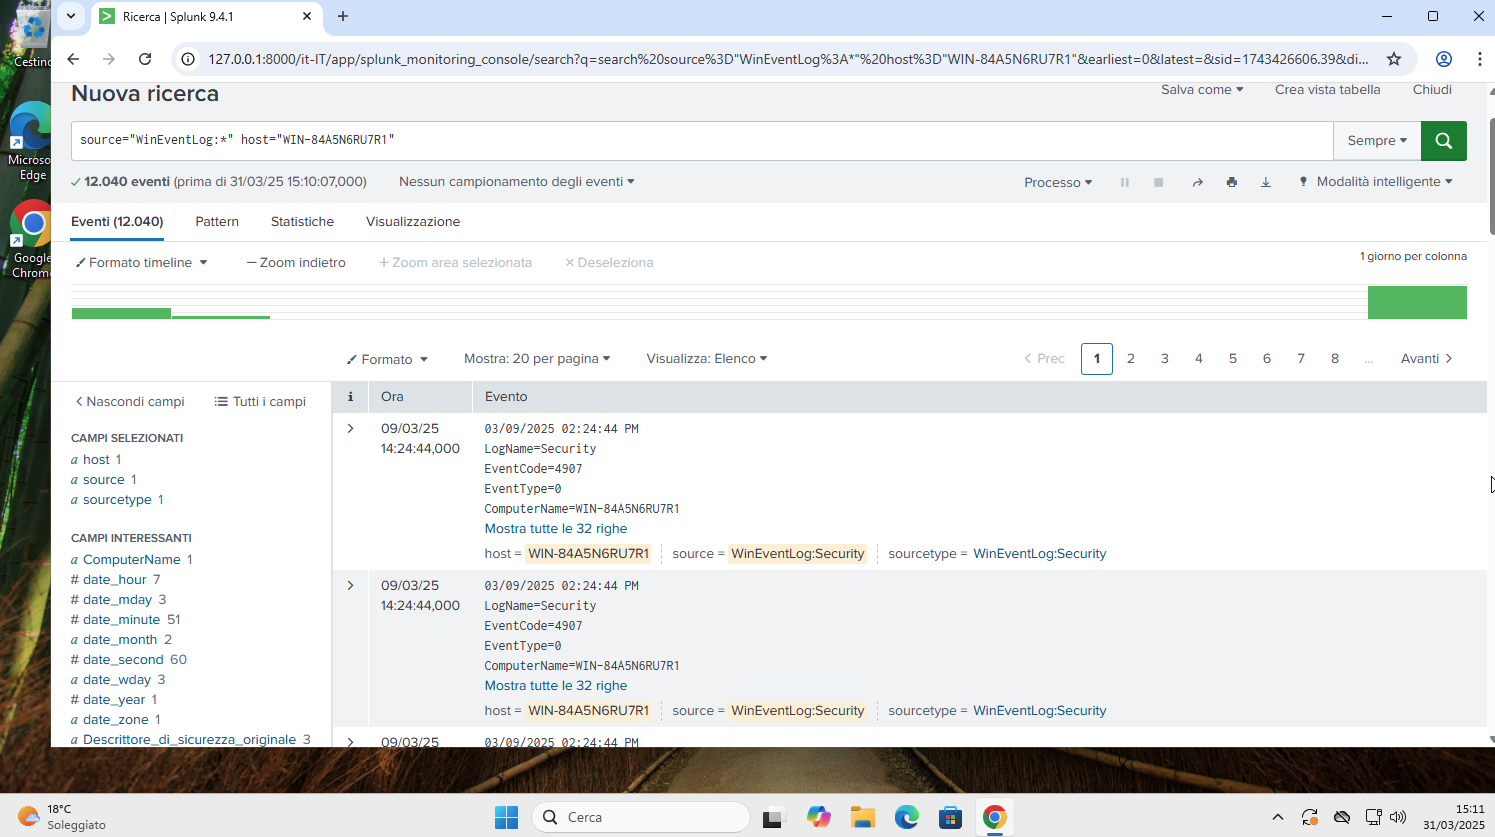 Ricerca | Splunk 9.4.1
127.0.0.1:8000/it-IT/app/splunk_monitoring_console/search?q=search%20source%3D"WinEventLog%3A*"%20host%3D"WIN-84A5N6RU7R1"&earliest=0&latest=&sid=1743426606.39&di...
Cestino
Microso
Edge
Google
Chrom
Nuova ricerca
Salva come
Crea vista tabella
Chiudi
source="WinEventLog:*" host="WIN-84A5N6RU7R1"
Sempre
12.040 eventi (prima di 31/03/25 15:10:07,000)
Nessun campionamento degli eventi
Processo
Modalità intelligente
Eventi (12.040)
Pattern
Statistiche
Visualizzazione
Formato timeline
— Zoom indietro
+ Zoom area selezionata
× Deseleziona
1 giorno per colonna
Formato
Mostra: 20 per pagina
Visualizza: Elenco
< Prec
1 2 3 4 5 6 7 8 ...
Avanti >
< Nascondi campi
Tutti i campi
CAMPI SELEZIONATI
a host 1
a source 1
a sourcetype 1
CAMPI INTERESSANTI
a ComputerName 1
# date_hour 7
# date_mday 3
# date_minute 51
a date_month 2
# date_second 60
a date_wday 3
# date_year 1
a date_zone 1
a Descrittore_di_sicurezza_originale 3
i
Ora
Evento
09/03/25
14:24:44,000
03/09/2025 02:24:44 PM
LogName=Security
EventCode=4907
EventType=0
ComputerName=WIN-84A5N6RU7R1
Mostra tutte le 32 righe
host = WIN-84A5N6RU7R1 source = WinEventLog:Security sourcetype = WinEventLog:Security
09/03/25
14:24:44,000
03/09/2025 02:24:44 PM
LogName=Security
EventCode=4907
EventType=0
ComputerName=WIN-84A5N6RU7R1
Mostra tutte le 32 righe
host = WIN-84A5N6RU7R1 source = WinEventLog:Security sourcetype = WinEventLog:Security
09/03/25
03/09/2025 02:24:44 PM
18°C
Soleggiato
Cerca
15:11
31/03/2025